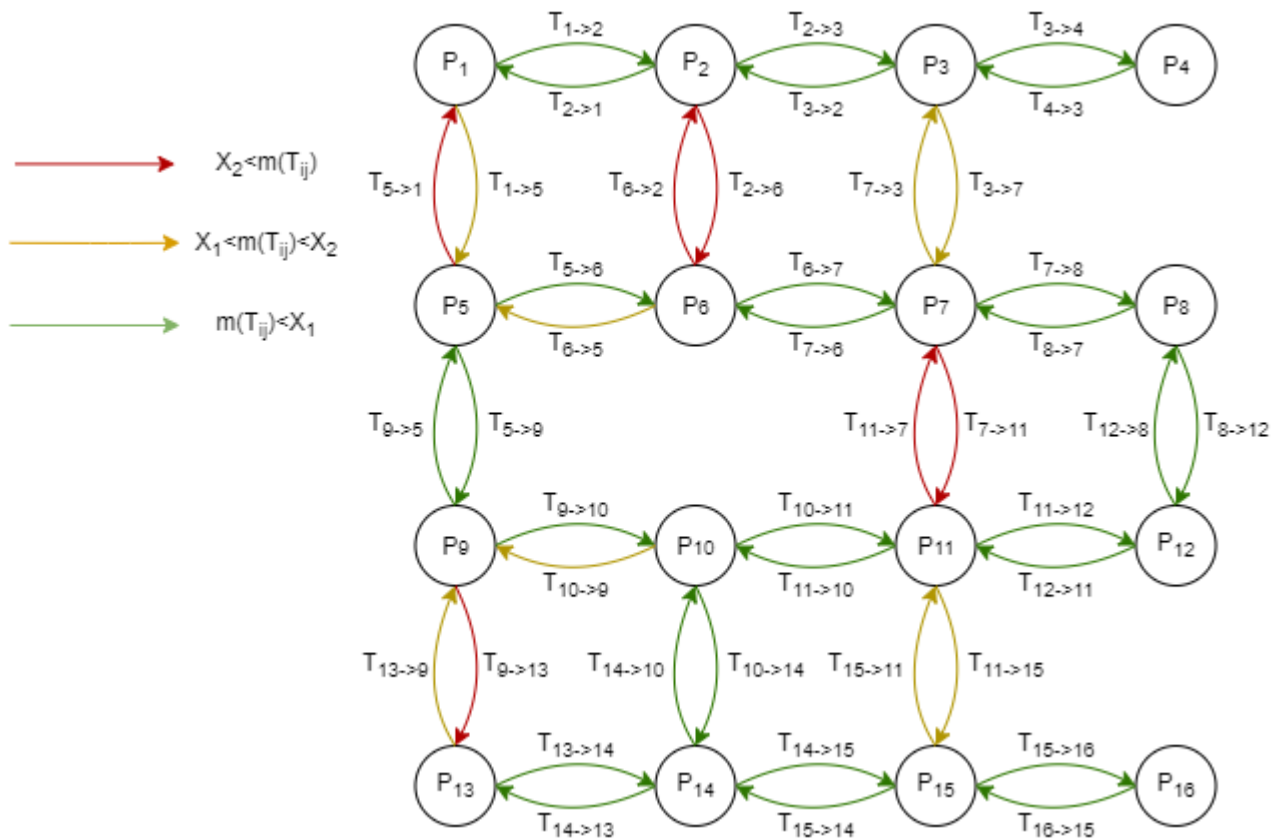 T1->2 T2->3 T3->4
P1 P2 P3 P4
T2->1 T3->2 T4->3
X2<m(Tij)
T5->1 T1->5 T6->2 T2->6 T7->3 T3->7
X1<m(Tij)<X2
T5->6 T6->7 T7->8
P5 P6 P7 P8
m(Tij)<X1
T6->5 T7->6 T8->7
T9->5 T5->9 T11->7 T7->11 T12->8 T8->12
T9->10 T10->11 T11->12
P9 P10 P11 P12
T10->9 T11->10 T12->11
T13->9 T9->13 T14->10 T10->14 T15->11 T11->15
T13->14 T14->15 T15->16
P13 P14 P15 P16
T14->13 T15->14 T16->15